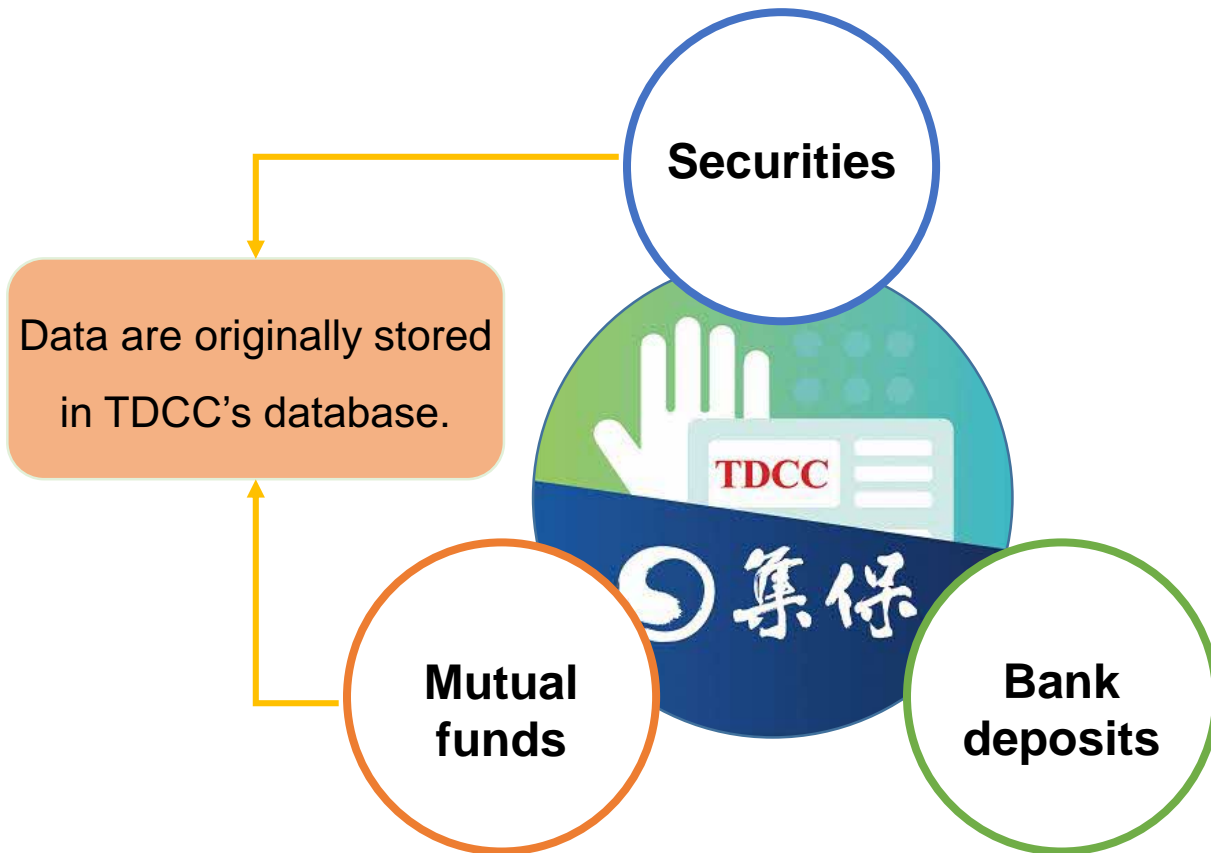 Securities
Data are originally stored
in TDCC’s database.
TDCC
集保
Mutual
funds
Bank
deposits